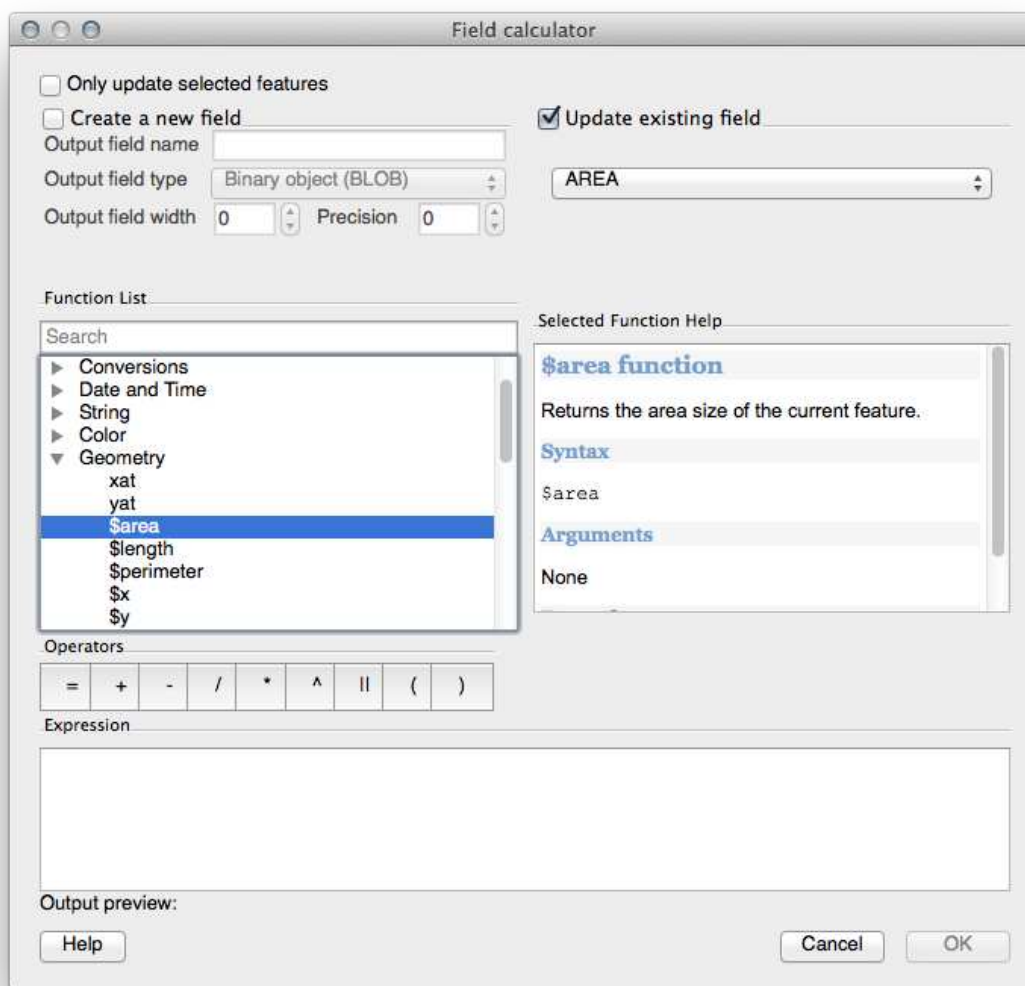 Field calculator
Only update selected features
Create a new field
Output field name
Output field type Binary object (BLOB)
Output field width 0 Precision 0
Update existing field
AREA
Function List
Search
Conversions
Date and Time
String
Color
Geometry
xat
yat
$area
$length
$perimeter
$x
$y
Selected Function Help
$area function
Returns the area size of the current feature.
Syntax
$area
Arguments
None
Operators
= + - / * ^ || ( )
Expression
Output preview:
Help Cancel OK